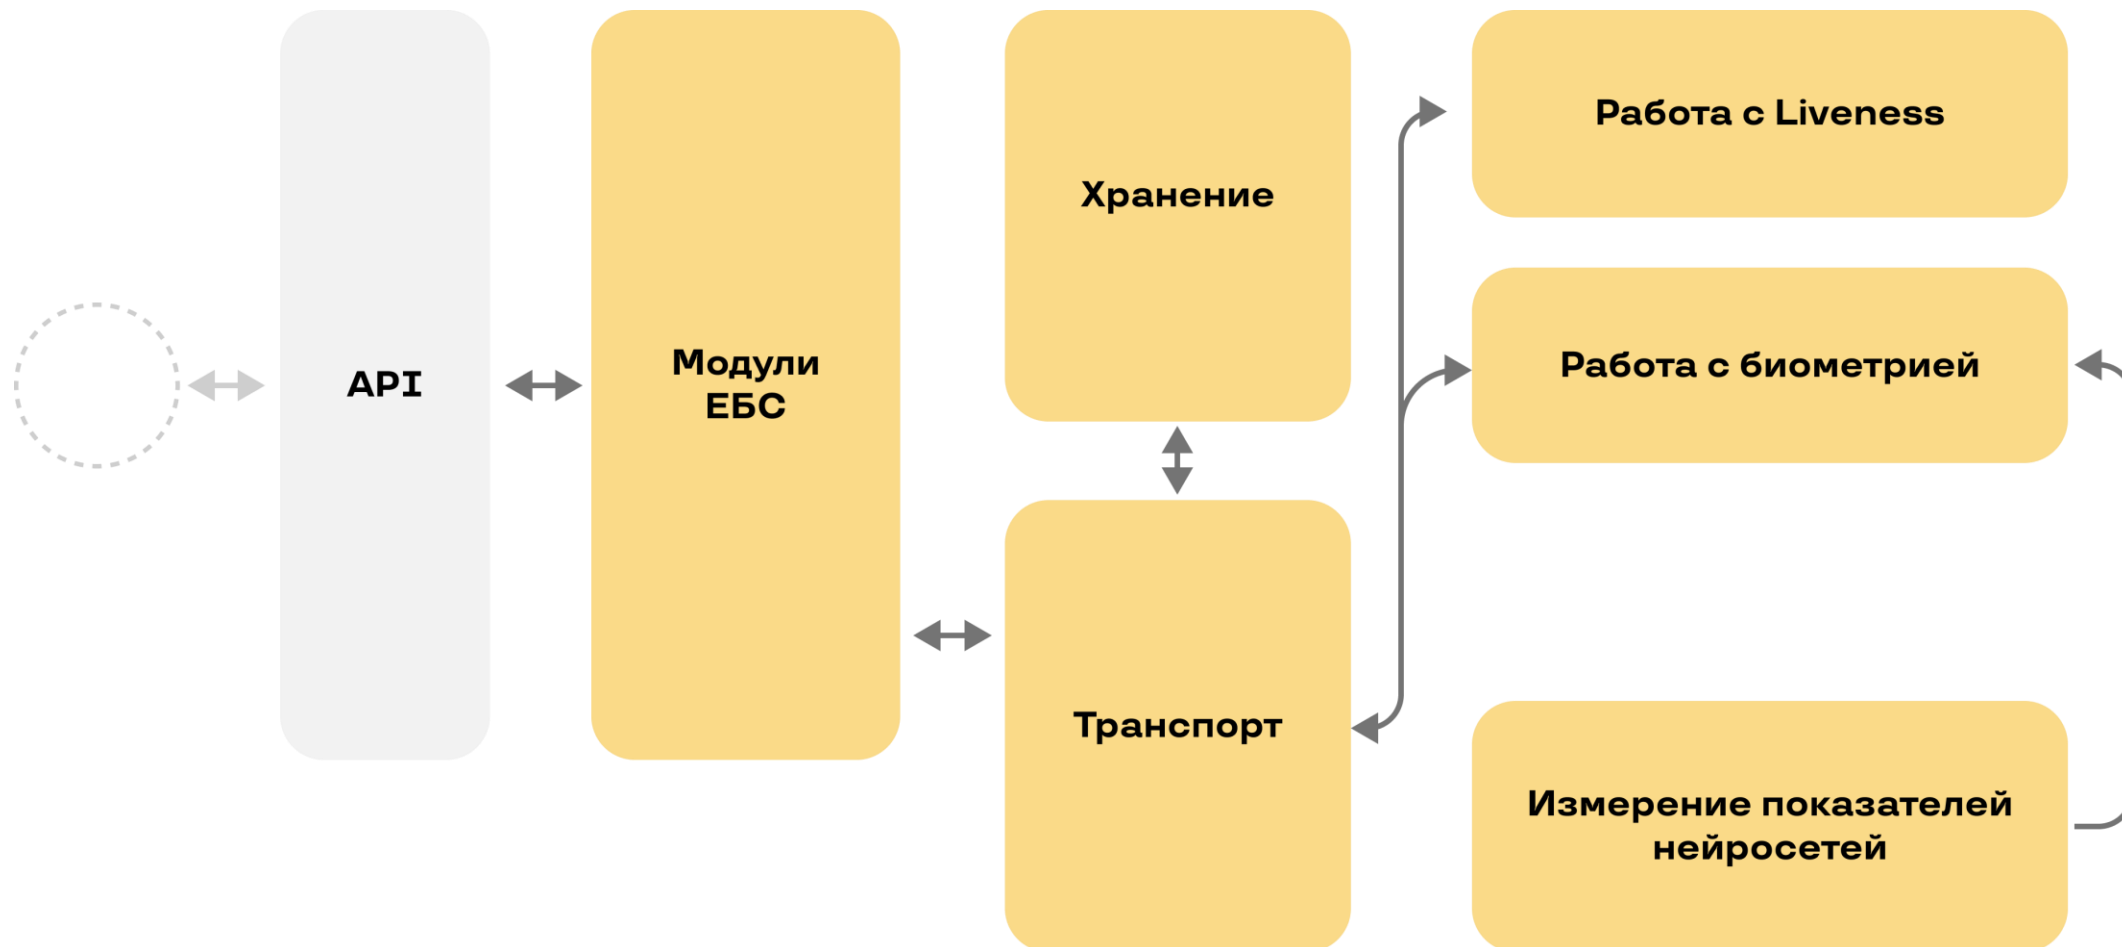 API
Модули
ЕБС
Хранение
Транспорт
Работа с Liveness
Работа с биометрией
Измерение показателей
нейросетей